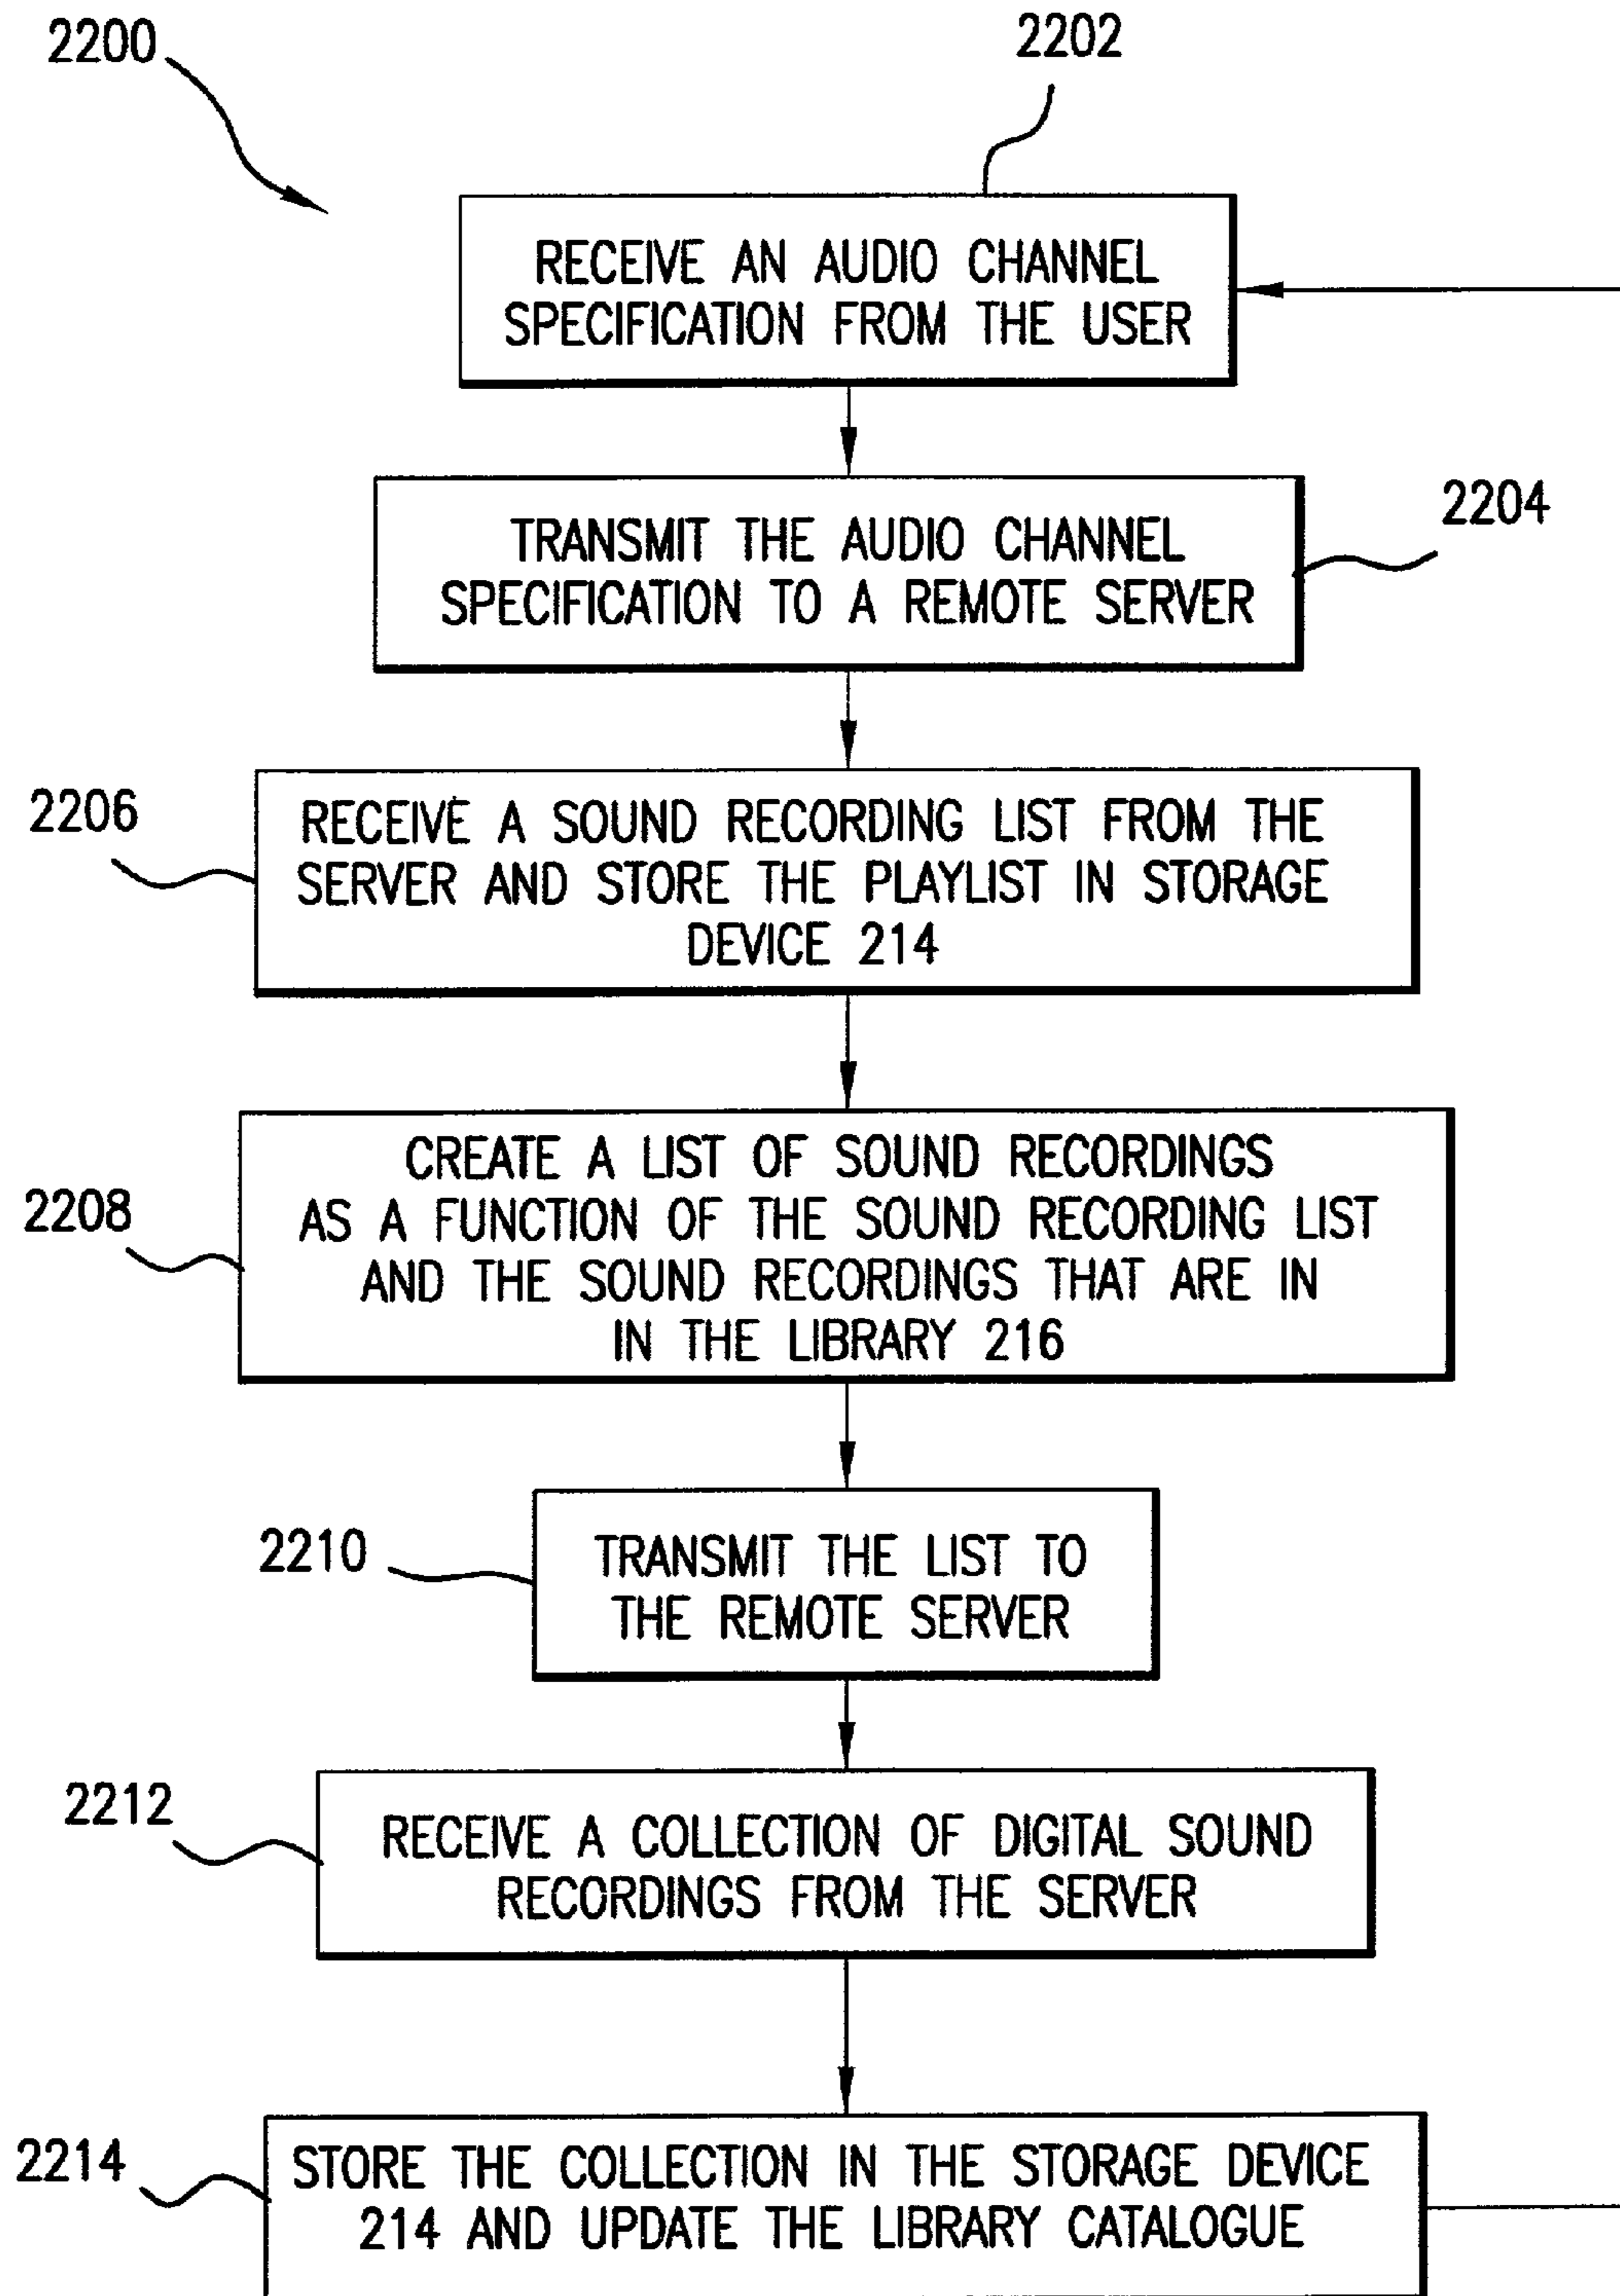 2200
2202
RECEIVE AN AUDIO CHANNEL
SPECIFICATION FROM THE USER
TRANSMIT THE AUDIO CHANNEL
SPECIFICATION TO A REMOTE SERVER
2204
2206
RECEIVE A SOUND RECORDING LIST FROM THE
SERVER AND STORE THE PLAYLIST IN STORAGE
DEVICE 214
2208
CREATE A LIST OF SOUND RECORDINGS
AS A FUNCTION OF THE SOUND RECORDING LIST
AND THE SOUND RECORDINGS THAT ARE IN
IN THE LIBRARY 216
2210
TRANSMIT THE LIST TO
THE REMOTE SERVER
2212
RECEIVE A COLLECTION OF DIGITAL SOUND
RECORDINGS FROM THE SERVER
2214
STORE THE COLLECTION IN THE STORAGE DEVICE
214 AND UPDATE THE LIBRARY CATALOGUE